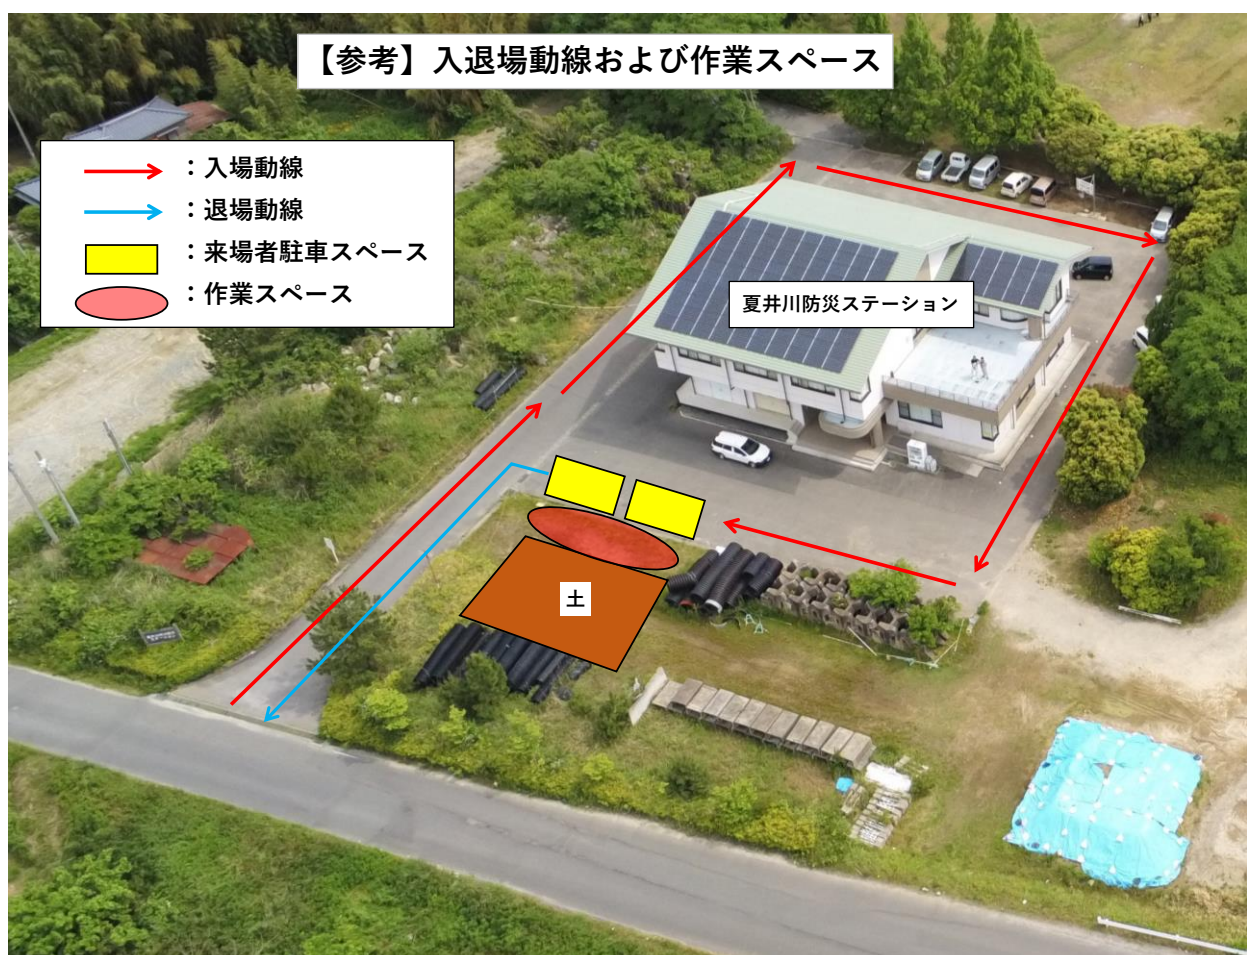 【参考】入退場動線および作業スペース
：入場動線
：退場動線
：来場者駐車スペース
：作業スペース
夏井川防災ステーション
土